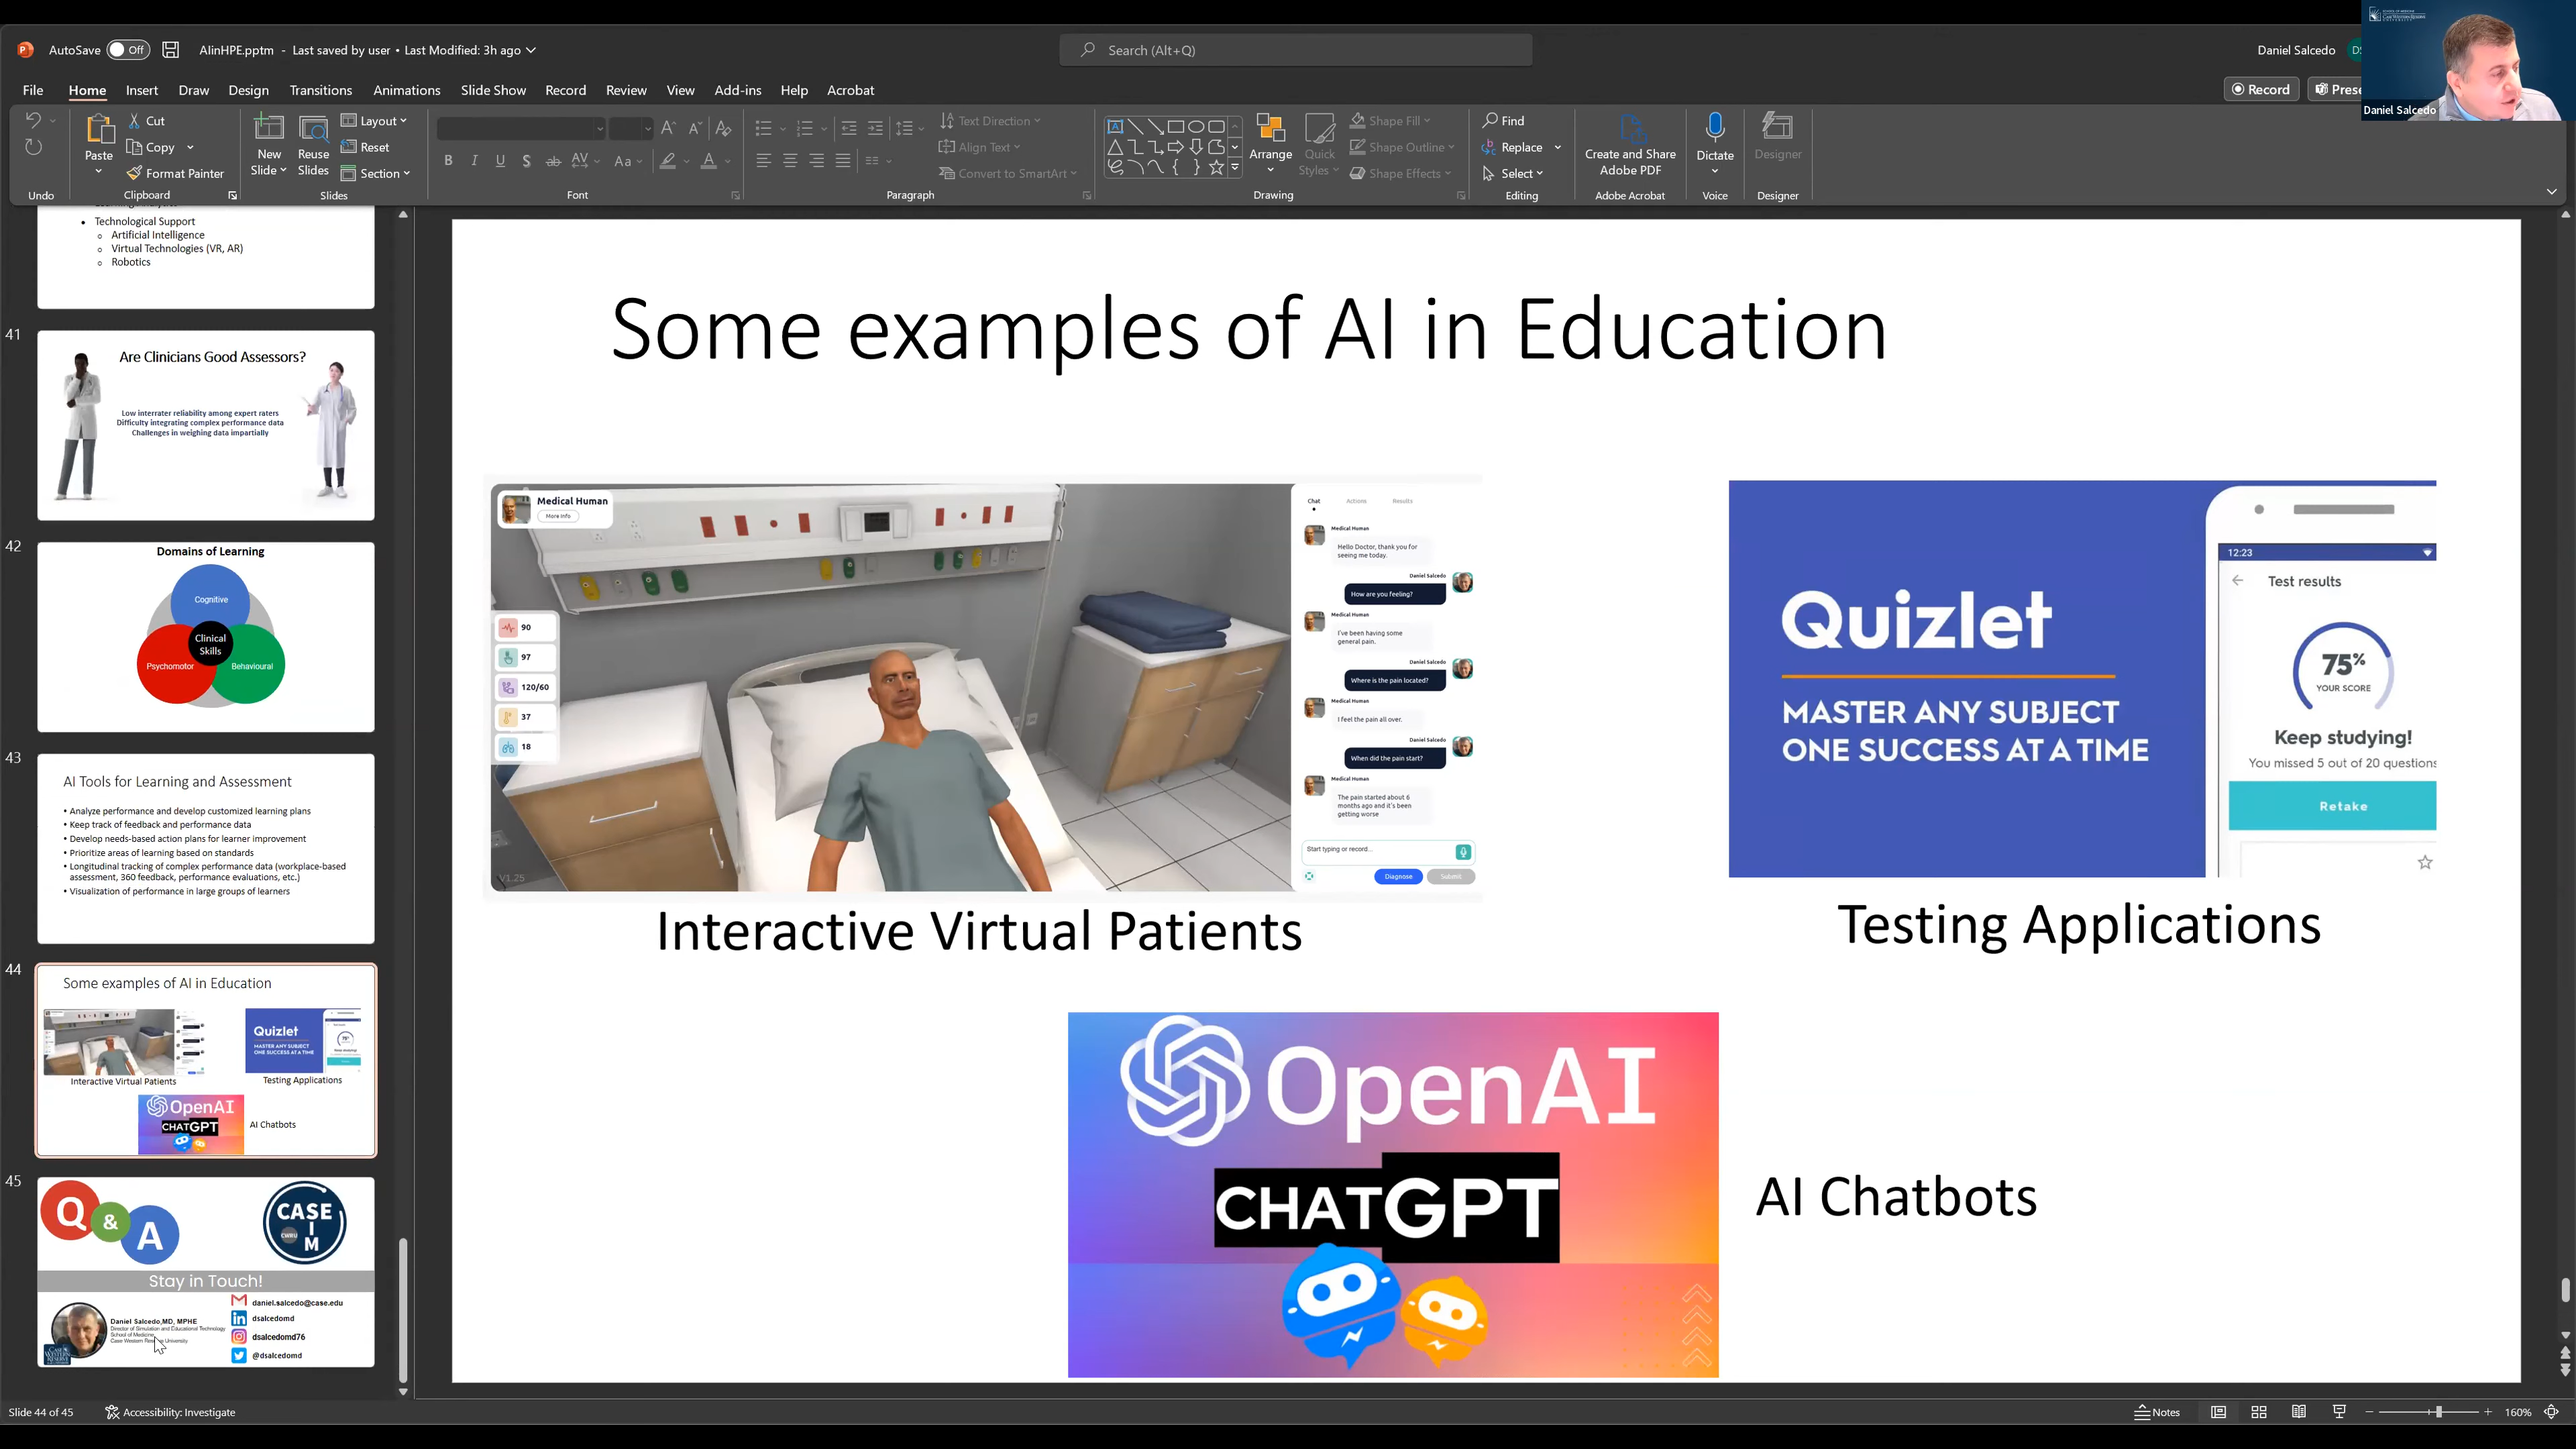 AutoSave Off AIinHPE.pptm - Last saved by user • Last Modified: 3h ago
Search (Alt+Q)
Daniel Salcedo
Daniel Salcedo
File Home Insert Draw Design Transitions Animations Slide Show Record Review View Add-ins Help Acrobat
Record
Prese
Paste
Cut
Copy
Format Painter
New Slide
Reuse Slides
Layout
Reset
Section
B I U S ab AV Aa A
Text Direction
Align Text
Convert to SmartArt
Arrange
Quick Styles
Shape Fill
Shape Outline
Shape Effects
Find
Replace
Select
Create and Share
Adobe PDF
Dictate
Designer
Undo Clipboard Slides Font Paragraph Drawing Editing Adobe Acrobat Voice Designer
• Technological Support
o Artificial Intelligence
o Virtual Technologies (VR, AR)
o Robotics
41
Are Clinicians Good Assessors?
Low interrater reliability among expert raters
Difficulty integrating complex performance data
Challenges in weighing data impartially
42
Domains of Learning
Cognitive
Clinical
Skills
Psychomotor
Behavioural
43
AI Tools for Learning and Assessment
• Analyze performance and develop customized learning plans
• Keep track of feedback and performance data
• Develop needs-based action plans for learner improvement
• Prioritize areas of learning based on standards
• Longitudinal tracking of complex performance data (workplace-based
assessment, 360 feedback, performance evaluations, etc.)
• Visualization of performance in large groups of learners
44
Some examples of AI in Education
Quizlet
MASTER ANY SUBJECT
ONE SUCCESS AT A TIME
Interactive Virtual Patients
Testing Applications
OpenAI
CHATGPT
AI Chatbots
45
Q & A
CASE
I
CWRU
M
Stay in Touch!
Daniel Salcedo,MD, MPHE
Director of Simulation and Educational Technology
School of Medicine
Case Western Reserve University
daniel.salcedo@case.edu
dsalcedomd
dsalcedomd76
@dsalcedomd
Some examples of AI in Education
Medical Human
More Info
90
97
120/60
37
18
V1.25
Chat Actions Results
Medical Human
Hello Doctor, thank you for
seeing me today.
Daniel Salcedo
How are you feeling?
Medical Human
I've been having some
general pain.
Daniel Salcedo
Where is the pain located?
Medical Human
I feel the pain all over.
Daniel Salcedo
When did the pain start?
Medical Human
The pain started about 6
months ago and it's been
getting worse
Start typing or record...
Diagnose Submit
Interactive Virtual Patients
Quizlet
MASTER ANY SUBJECT
ONE SUCCESS AT A TIME
12:23
Test results
75%
YOUR SCORE
Keep studying!
You missed 5 out of 20 questions
Retake
Testing Applications
OpenAI
CHATGPT
AI Chatbots
Slide 44 of 45
Accessibility: Investigate
Notes
160%